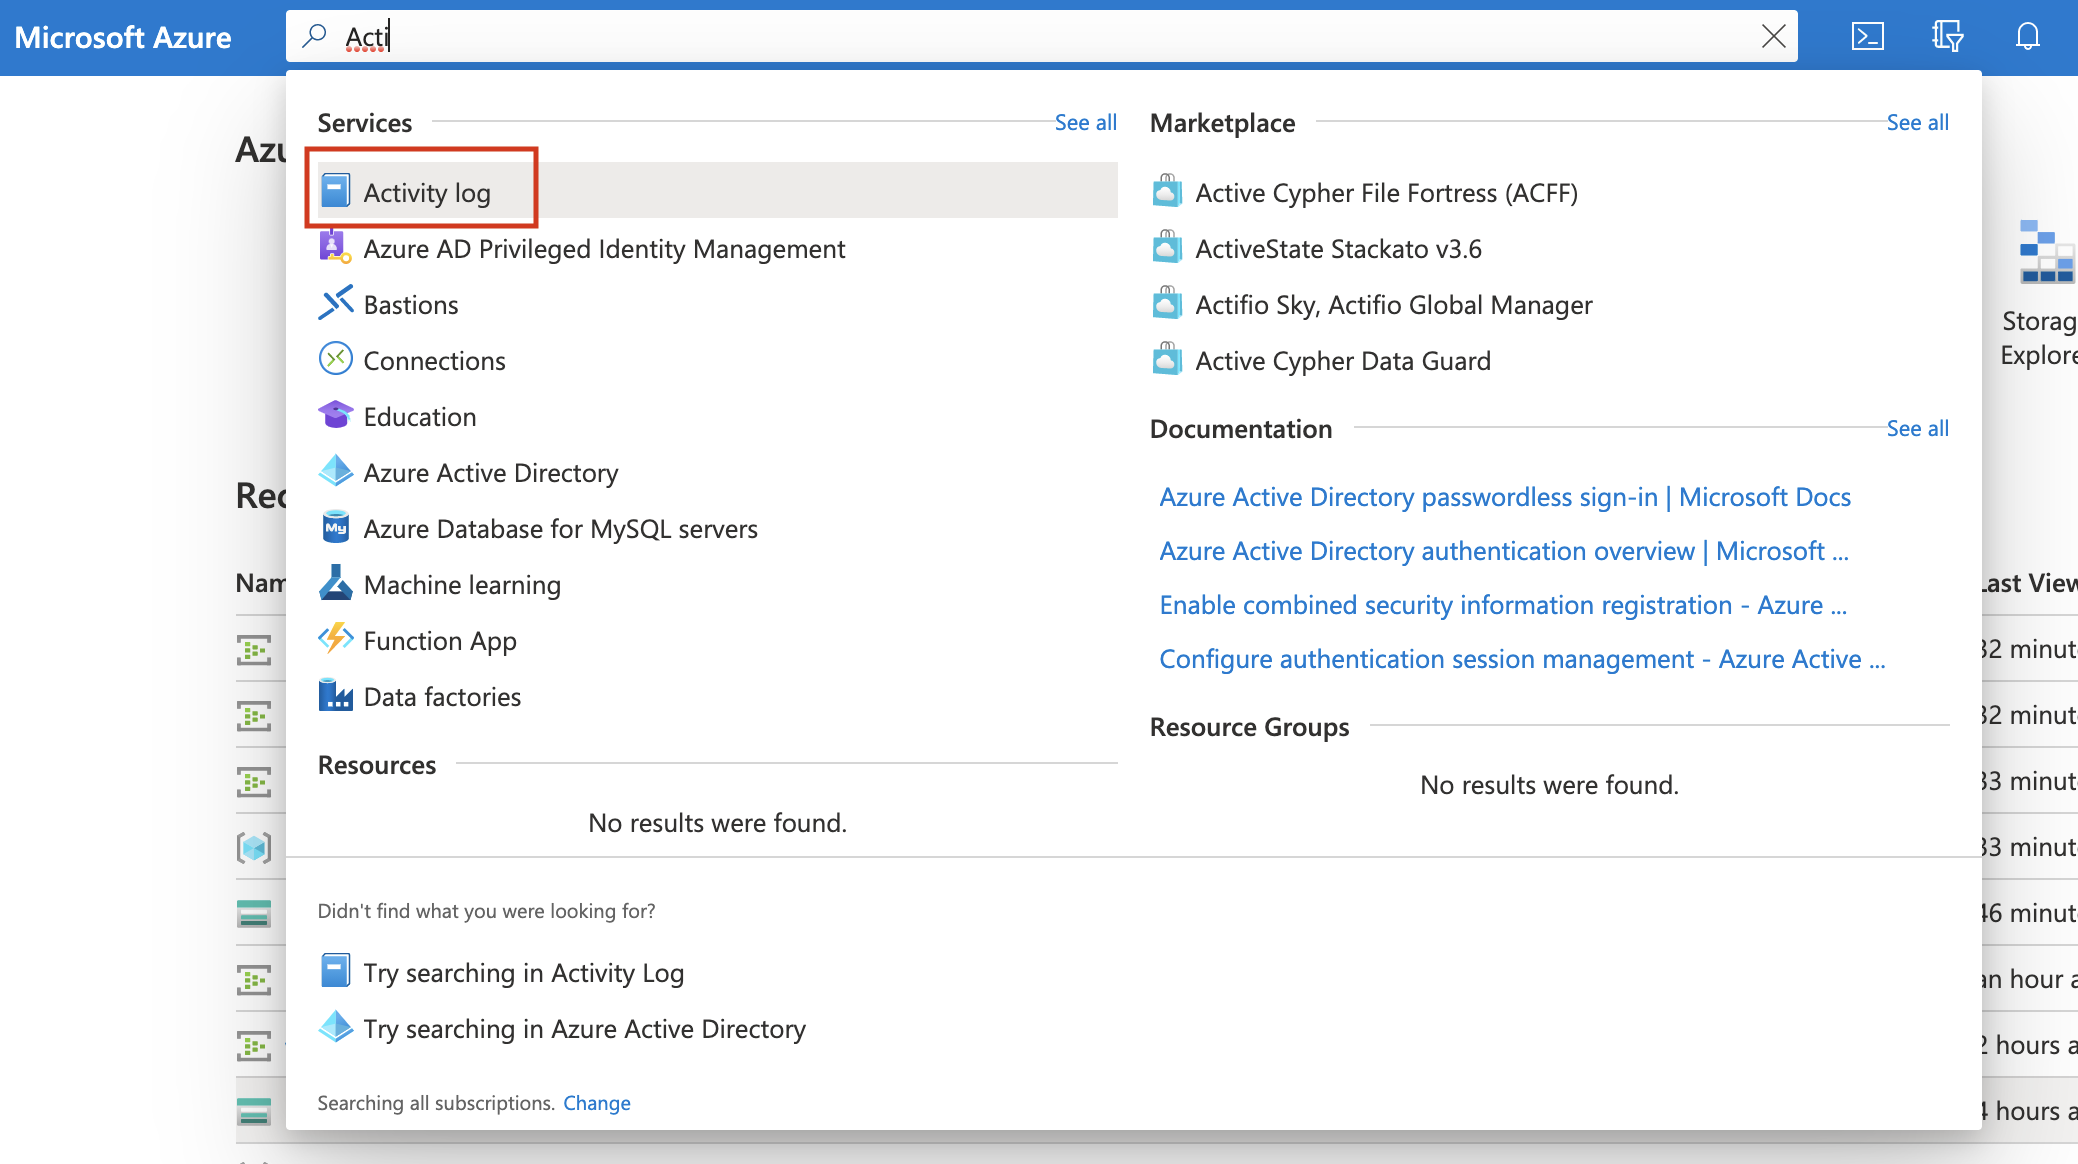 Microsoft Azure
Acti
Services
See all
Activity log
Azure AD Privileged Identity Management
Bastions
Connections
Education
Azure Active Directory
My
Azure Database for MySQL servers
Machine learning
Function App
Data factories
Resources
No results were found.
Marketplace
See all
Active Cypher File Fortress (ACFF)
ActiveState Stackato v3.6
Actifio Sky, Actifio Global Manager
Active Cypher Data Guard
Documentation
See all
Azure Active Directory passwordless sign-in | Microsoft Docs
Azure Active Directory authentication overview | Microsoft ...
Enable combined security information registration - Azure ...
Configure authentication session management - Azure Active ...
Resource Groups
No results were found.
Didn't find what you were looking for?
Try searching in Activity Log
Try searching in Azure Active Directory
Searching all subscriptions. Change
Azu
Rec
Nam
Storag
Explore
Last View
32 minut
32 minut
33 minut
33 minut
46 minut
an hour a
2 hours a
4 hours a